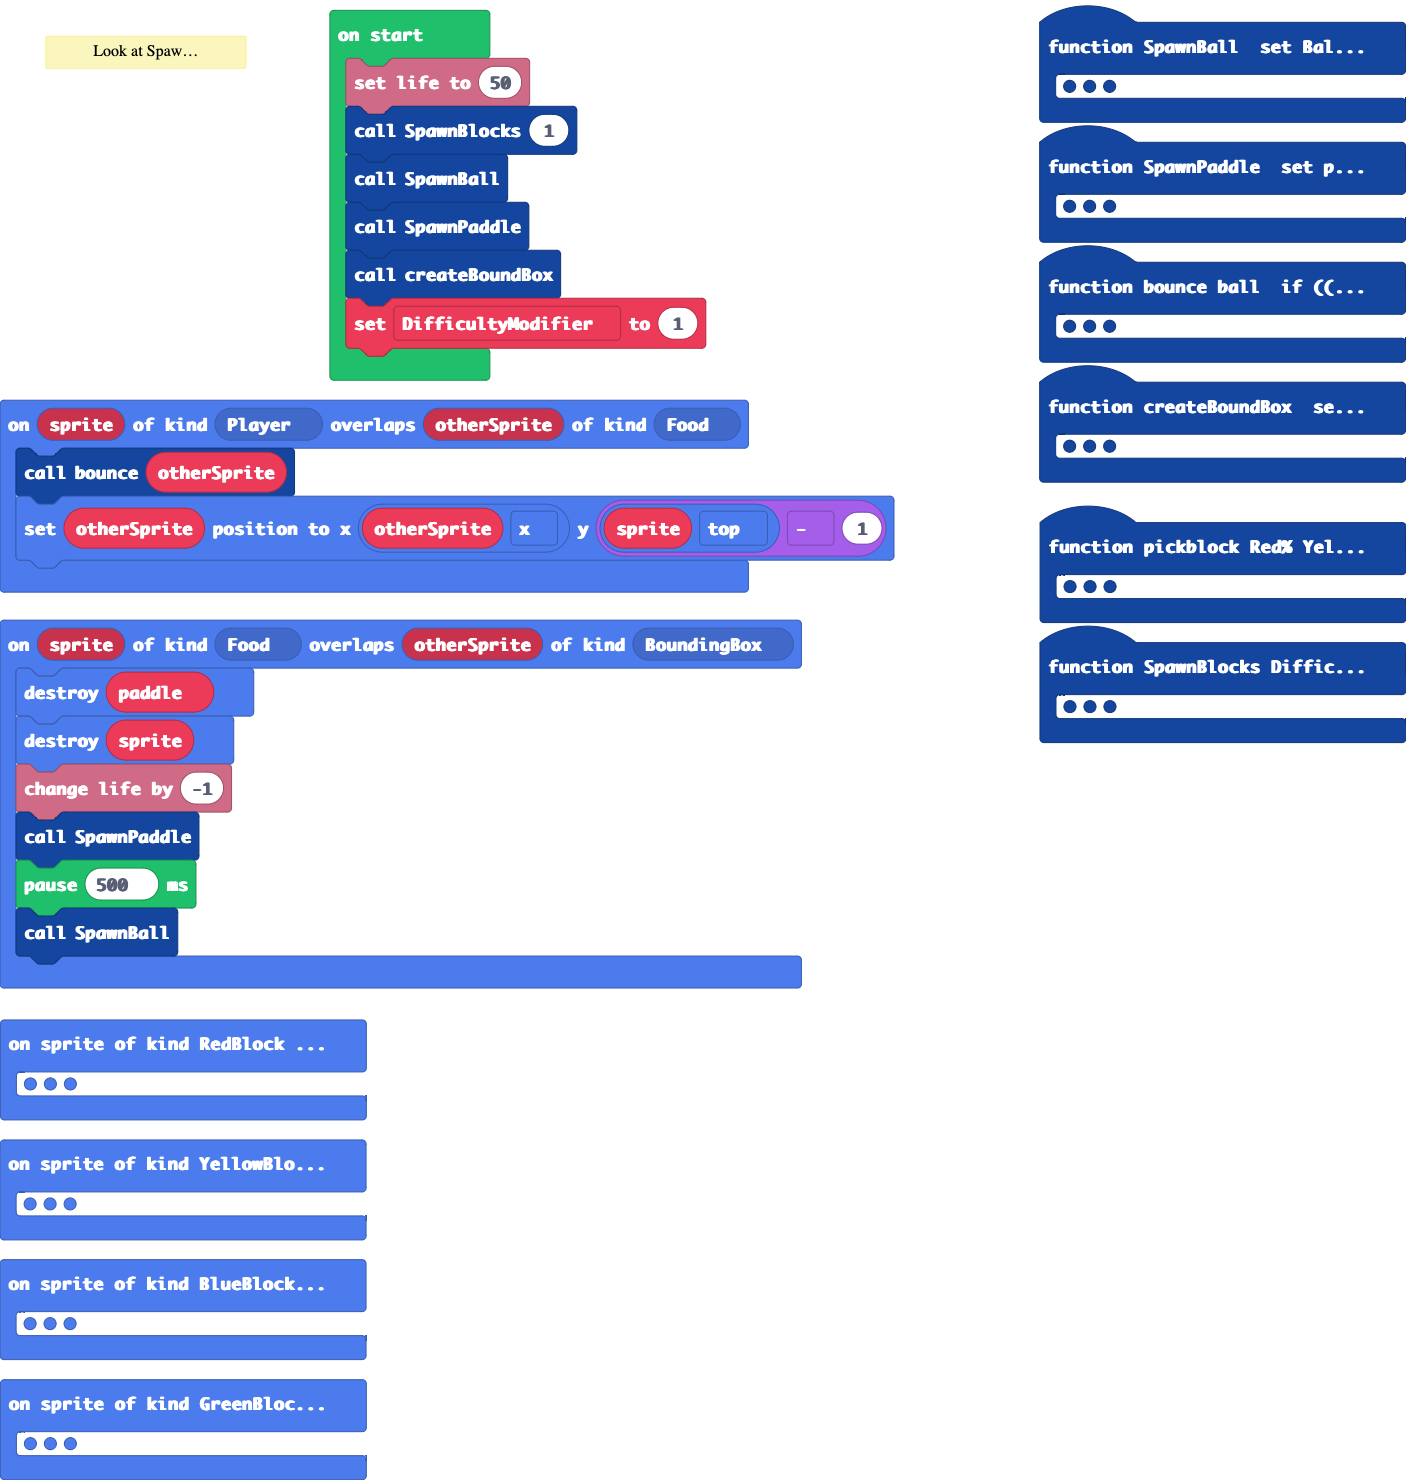 Look at Spaw...
on start
set life to 50
call SpawnBlocks 1
call SpawnBall
call SpawnPaddle
call createBoundBox
set DifficultyModifier to 1
on sprite of kind Player overlaps otherSprite of kind Food
call bounce otherSprite
set otherSprite position to x otherSprite x y sprite top - 1
on sprite of kind Food overlaps otherSprite of kind BoundingBox
destroy paddle
destroy sprite
change life by -1
call SpawnPaddle
pause 500 ms
call SpawnBall
on sprite of kind RedBlock ...
on sprite of kind YellowBlo...
on sprite of kind BlueBlock...
on sprite of kind GreenBloc...
function SpawnBall set Bal...
function SpawnPaddle set p...
function bounce ball if ((...
function createBoundBox se...
function pickblock Red% Yel...
function SpawnBlocks Diffic...